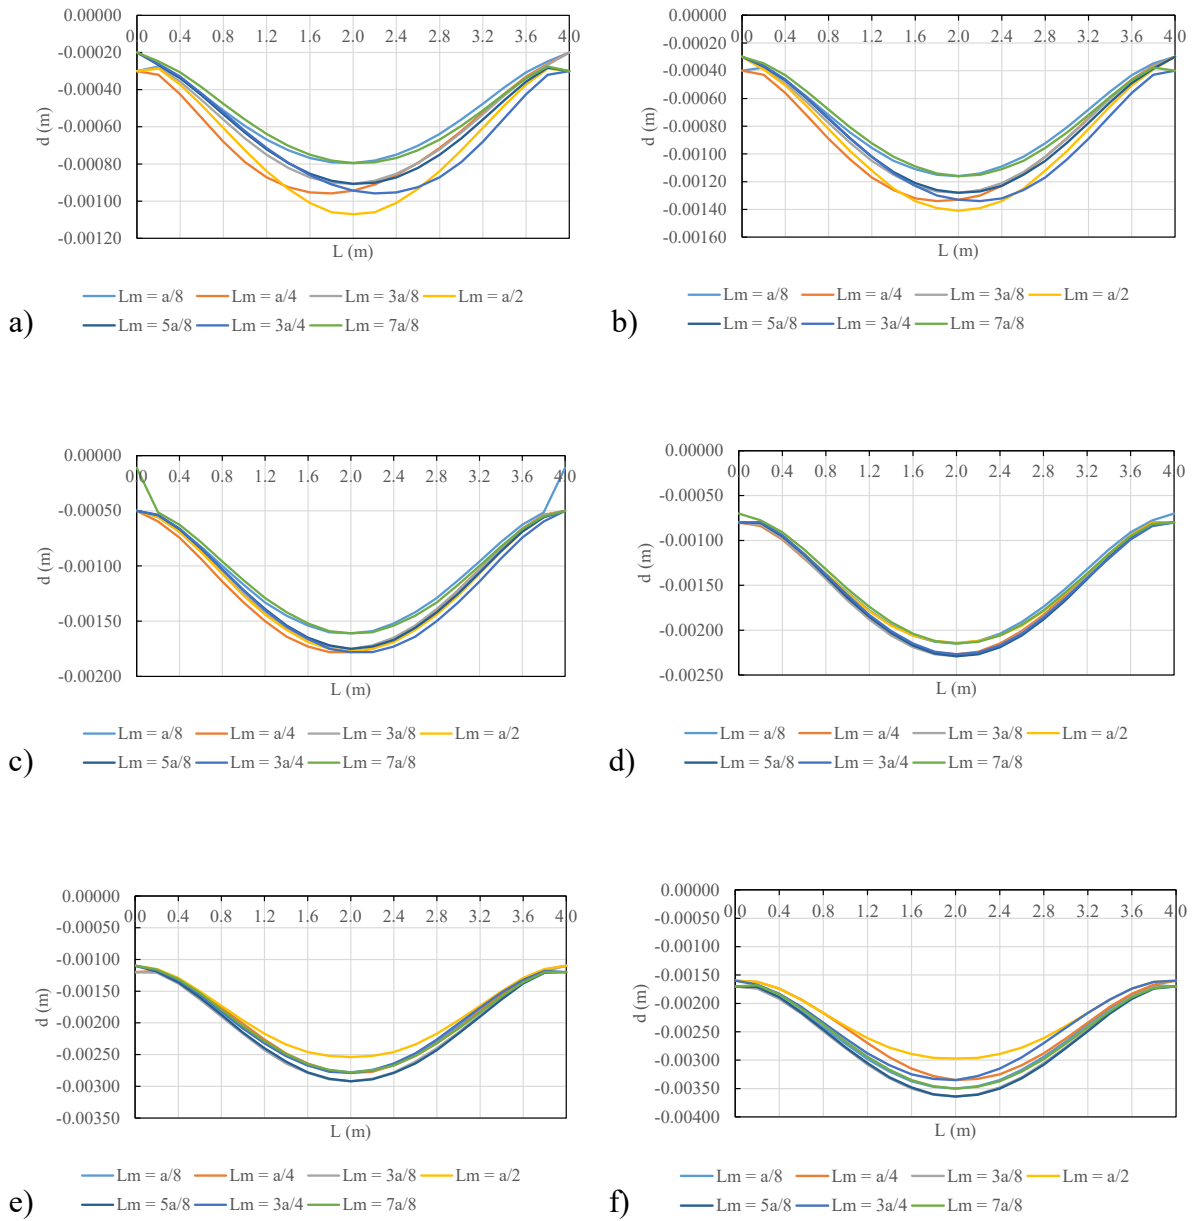 0.00000
0.0 0.4 0.8 1.2 1.6 2.0 2.4 2.8 3.2 3.6 4.0
-0.00020
-0.00040
-0.00060
-0.00080
-0.00100
-0.00120
d (m)
L (m)
Lm = a/8 Lm = a/4 Lm = 3a/8 Lm = a/2
Lm = 5a/8 Lm = 3a/4 Lm = 7a/8
a)
0.00000
0.0 0.4 0.8 1.2 1.6 2.0 2.4 2.8 3.2 3.6 4.0
-0.00020
-0.00040
-0.00060
-0.00080
-0.00100
-0.00120
-0.00140
-0.00160
d (m)
L (m)
Lm = a/8 Lm = a/4 Lm = 3a/8 Lm = a/2
Lm = 5a/8 Lm = 3a/4 Lm = 7a/8
b)
0.00000
0.0 0.4 0.8 1.2 1.6 2.0 2.4 2.8 3.2 3.6 4.0
-0.00050
-0.00100
-0.00150
-0.00200
d (m)
L (m)
Lm = a/8 Lm = a/4 Lm = 3a/8 Lm = a/2
Lm = 5a/8 Lm = 3a/4 Lm = 7a/8
c)
0.00000
0.0 0.4 0.8 1.2 1.6 2.0 2.4 2.8 3.2 3.6 4.0
-0.00050
-0.00100
-0.00150
-0.00200
-0.00250
d (m)
L (m)
Lm = a/8 Lm = a/4 Lm = 3a/8 Lm = a/2
Lm = 5a/8 Lm = 3a/4 Lm = 7a/8
d)
0.00000
0.0 0.4 0.8 1.2 1.6 2.0 2.4 2.8 3.2 3.6 4.0
-0.00050
-0.00100
-0.00150
-0.00200
-0.00250
-0.00300
-0.00350
d (m)
L (m)
Lm = a/8 Lm = a/4 Lm = 3a/8 Lm = a/2
Lm = 5a/8 Lm = 3a/4 Lm = 7a/8
e)
0.00000
0.0 0.4 0.8 1.2 1.6 2.0 2.4 2.8 3.2 3.6 4.0
-0.00050
-0.00100
-0.00150
-0.00200
-0.00250
-0.00300
-0.00350
-0.00400
d (m)
L (m)
Lm = a/8 Lm = a/4 Lm = 3a/8 Lm = a/2
Lm = 5a/8 Lm = 3a/4 Lm = 7a/8
f)